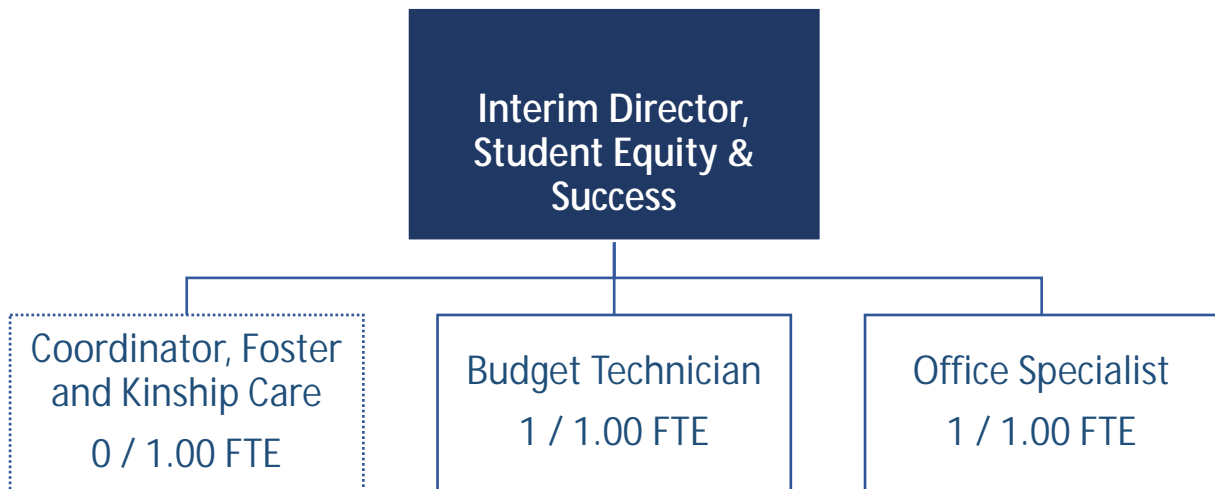 Interim Director,
Student Equity &
Success
Coordinator, Foster
and Kinship Care
0 / 1.00 FTE
Budget Technician
1 / 1.00 FTE
Office Specialist
1 / 1.00 FTE